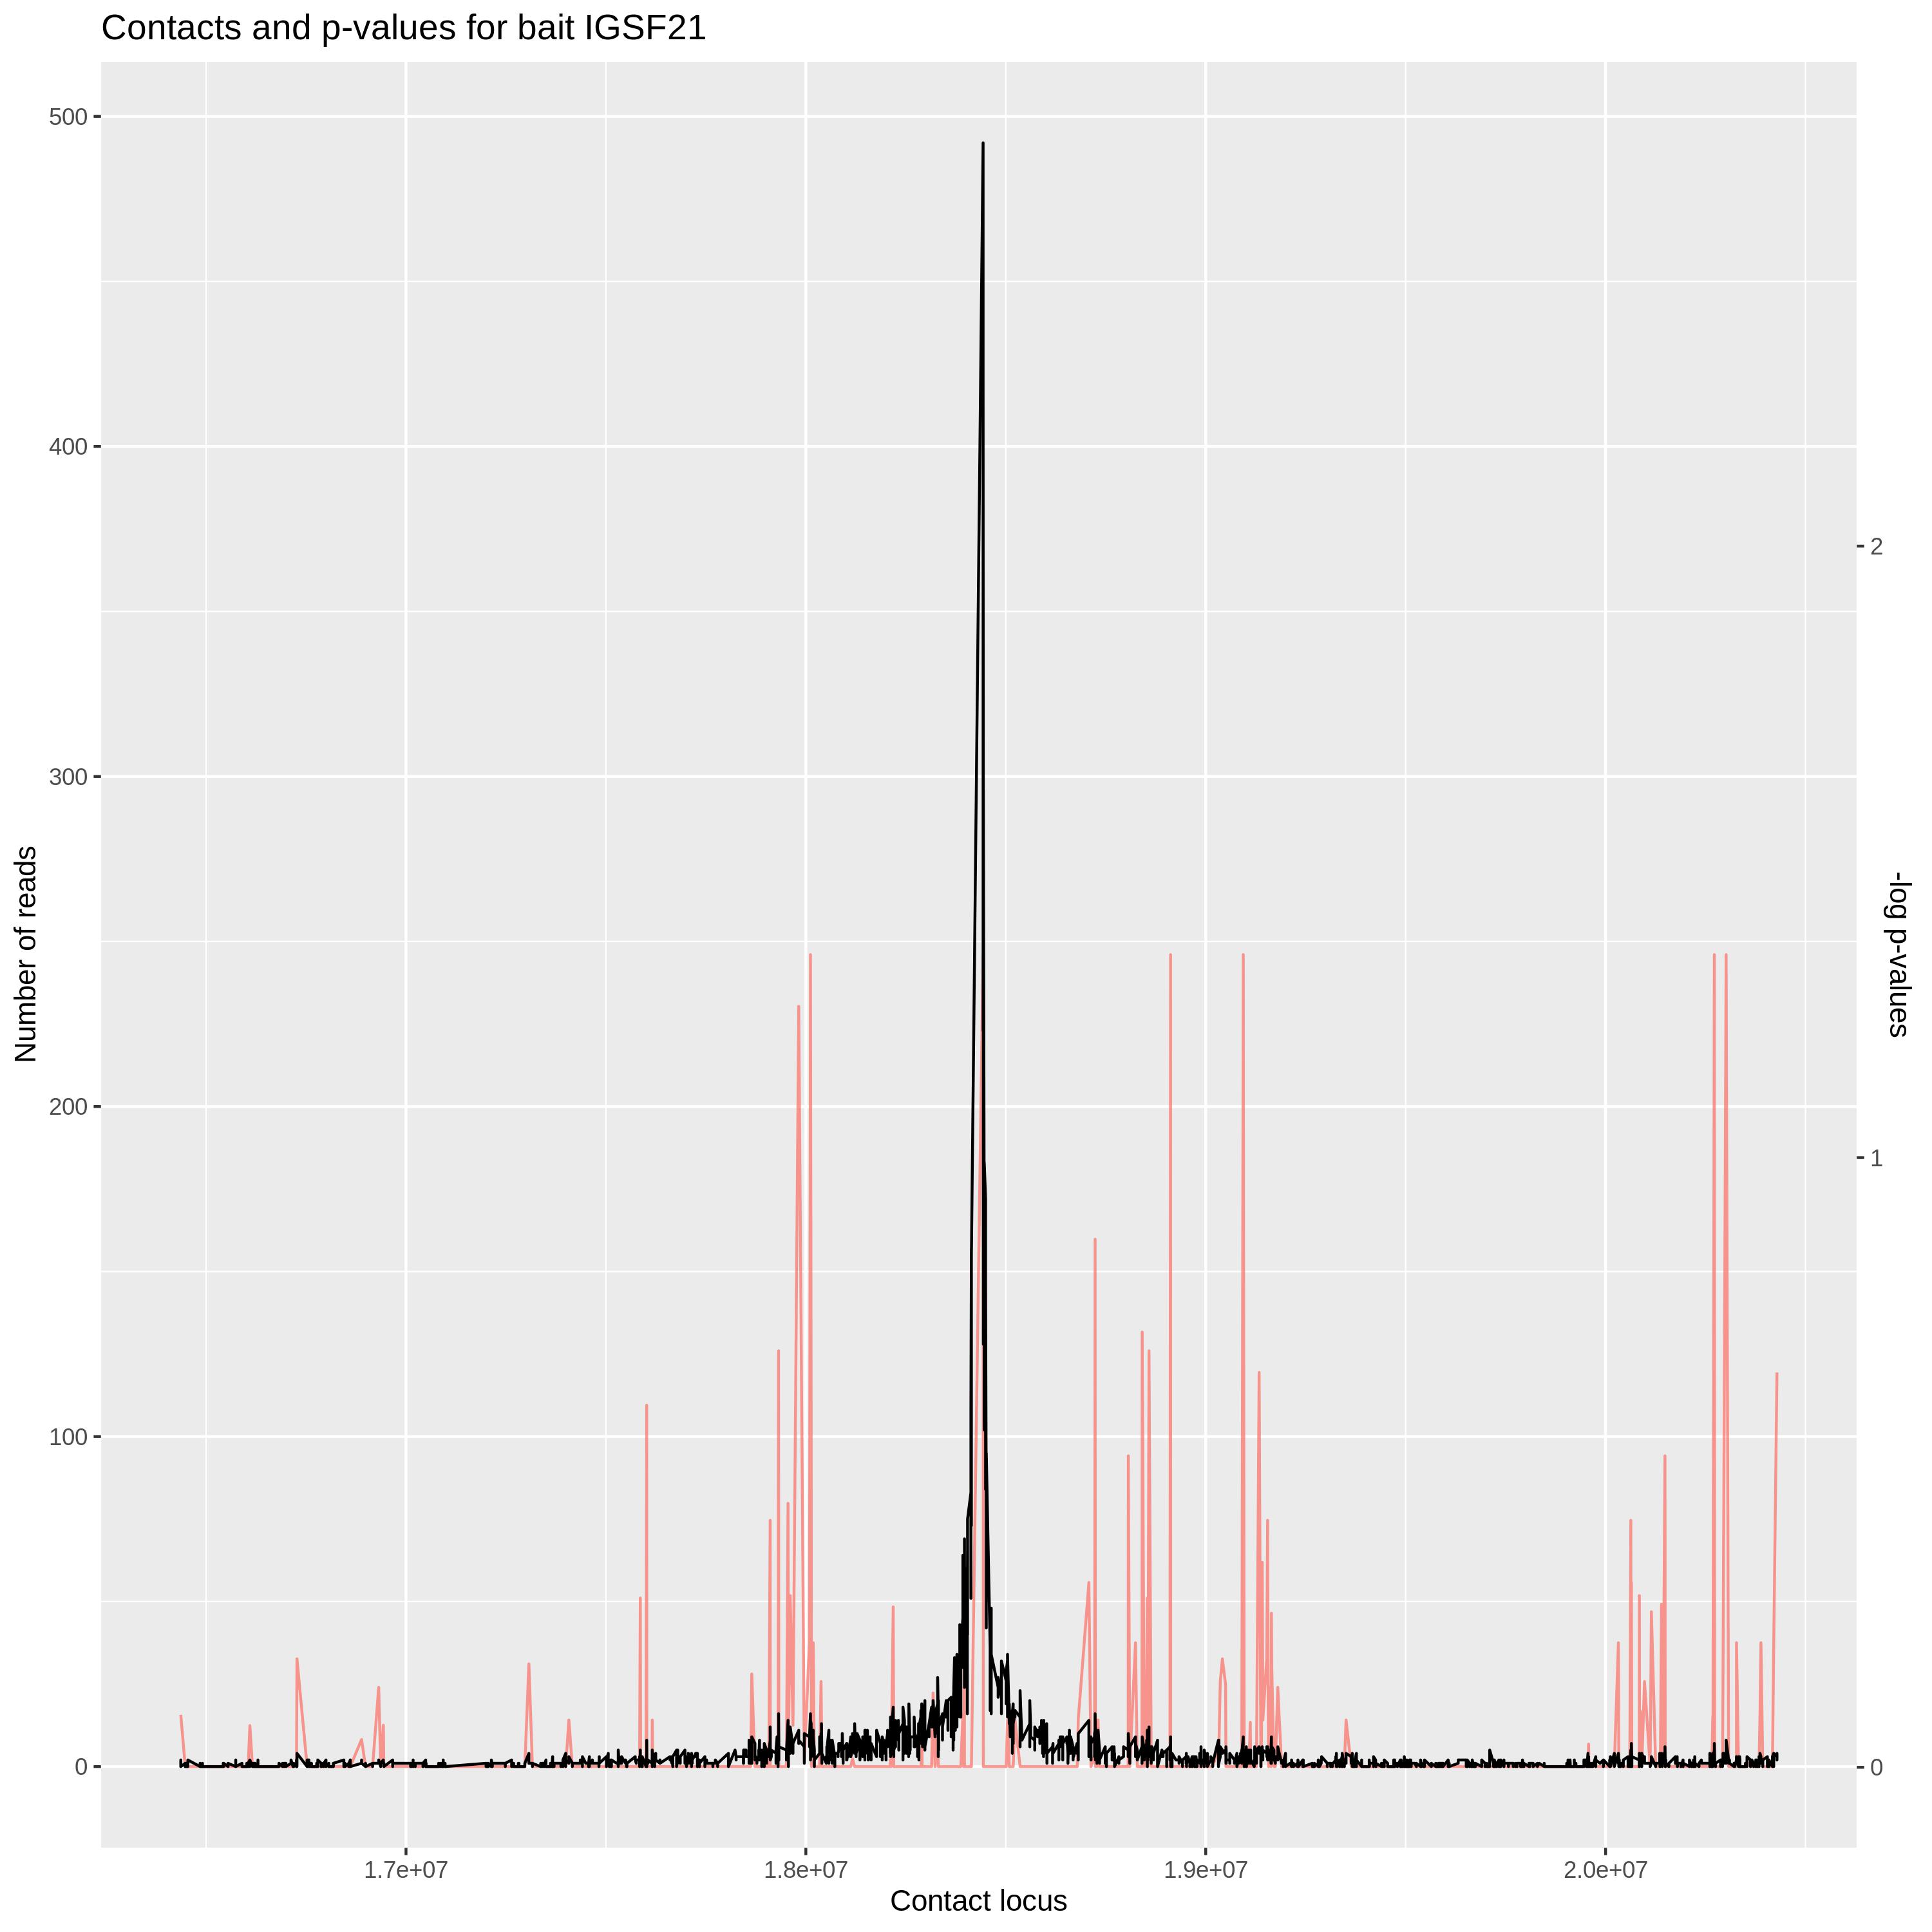 Contacts and p-values for bait IGSF21
500
400
300
200
100
0
Number of reads
2
1
0
-log p-values
1.7e+07
1.8e+07
1.9e+07
2.0e+07
Contact locus